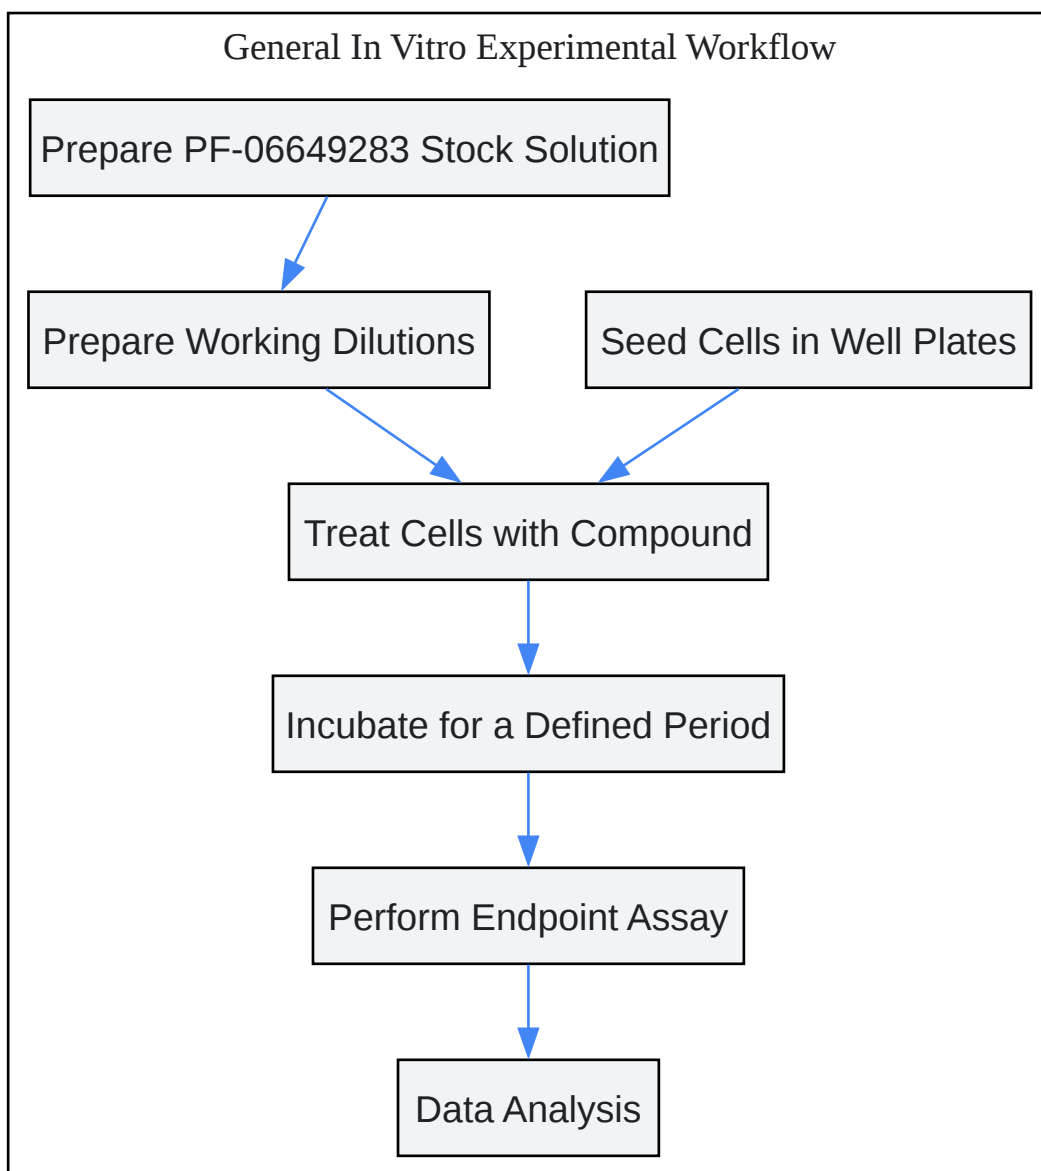 General In Vitro Experimental Workflow
Prepare PF-06649283 Stock Solution
Prepare Working Dilutions
Seed Cells in Well Plates
Treat Cells with Compound
Incubate for a Defined Period
Perform Endpoint Assay
Data Analysis